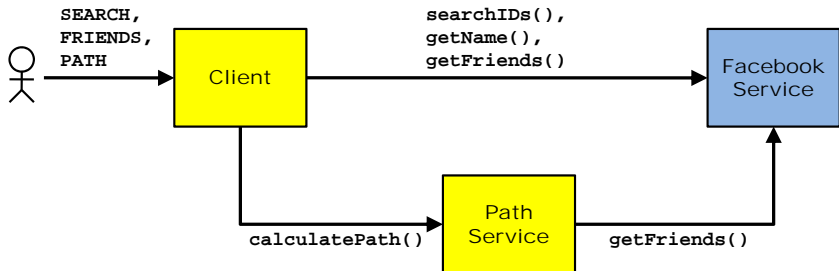 SEARCH,
FRIENDS,
PATH
Client
searchIDs(),
getName(),
getFriends()
Facebook
Service
calculatePath()
Path
Service
getFriends()